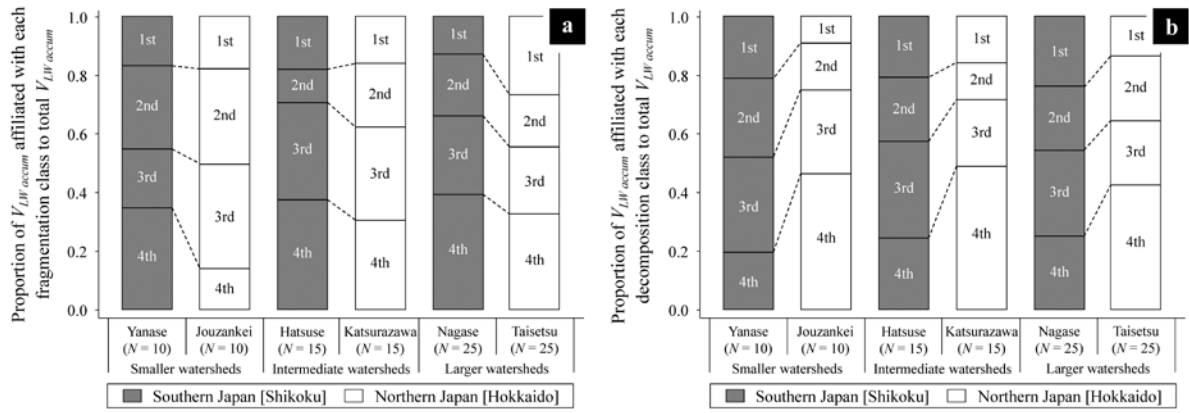 Proportion of V_LW accum affiliated with each
fragmentation class to total V_LW accum
1.0
0.8
0.6
0.4
0.2
0.0
a
1st
2nd
3rd
4th
1st
2nd
3rd
4th
1st
2nd
3rd
4th
1st
2nd
3rd
4th
1st
2nd
3rd
4th
1st
2nd
3rd
4th
Yanase Jouzankei Hatsuse Katsurazawa Nagase Taisetsu
(N = 10) (N = 10) (N = 15) (N = 15) (N = 25) (N = 25)
Smaller watersheds Intermediate watersheds Larger watersheds
Southern Japan [Shikoku] Northern Japan [Hokkaido]
Proportion of V_LW accum affiliated with each
decomposition class to total V_LW accum
1.0
0.8
0.6
0.4
0.2
0.0
b
1st
2nd
3rd
4th
1st
2nd
3rd
4th
1st
2nd
3rd
4th
1st
2nd
3rd
4th
1st
2nd
3rd
4th
1st
2nd
3rd
4th
Yanase Jouzankei Hatsuse Katsurazawa Nagase Taisetsu
(N = 10) (N = 10) (N = 15) (N = 15) (N = 25) (N = 25)
Smaller watersheds Intermediate watersheds Larger watersheds
Southern Japan [Shikoku] Northern Japan [Hokkaido]